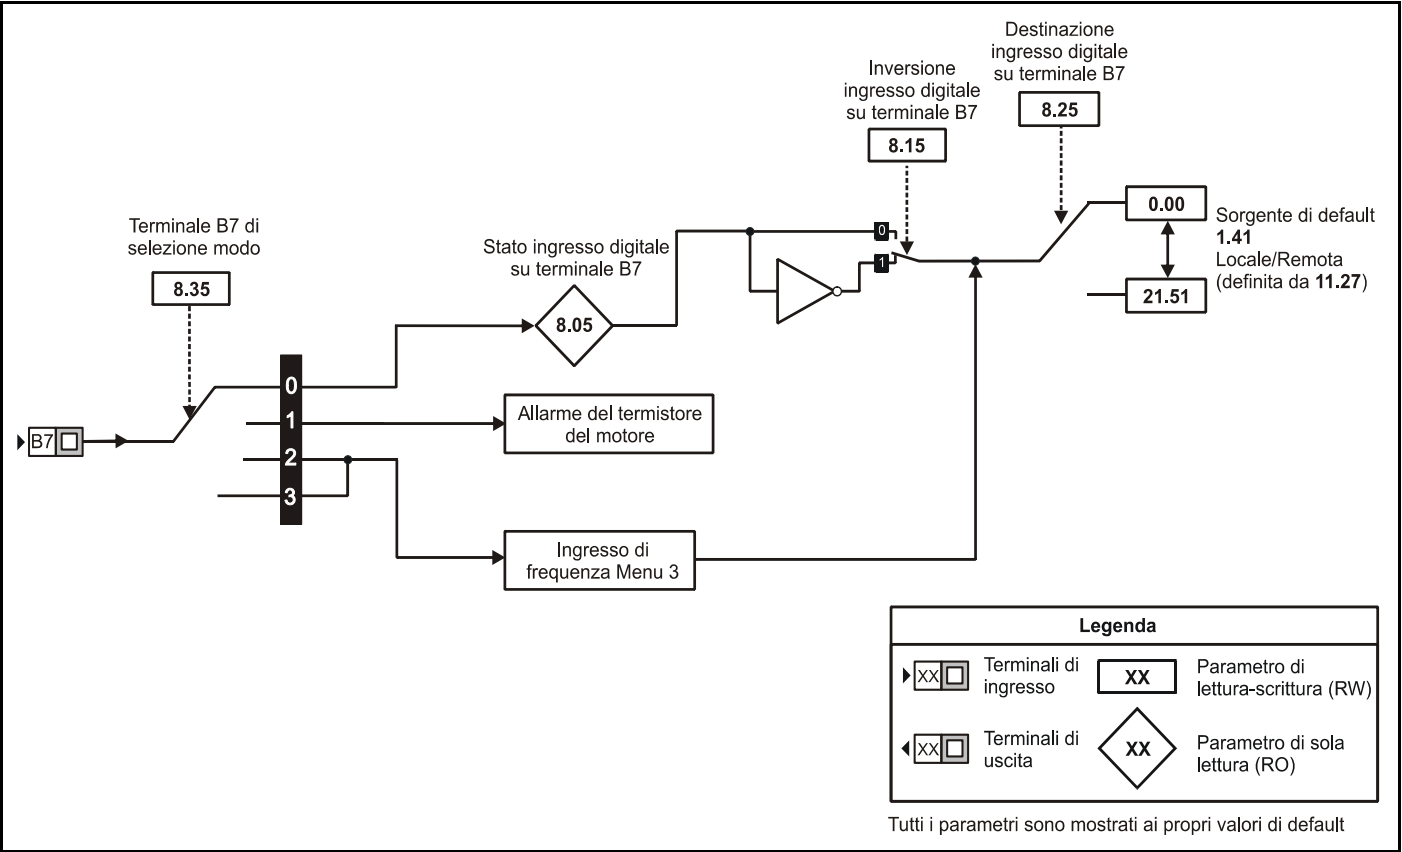 Destinazione
ingresso digitale
su terminale B7
8.25
Inversione
ingresso digitale
su terminale B7
8.15
Terminale B7 di
selezione modo
8.35
Stato ingresso digitale
su terminale B7
8.05
0
1
0.00
21.51
Sorgente di default
1.41
Locale/Remota
(definita da 11.27)
B7
0
1
2
3
Allarme del termistore
del motore
Ingresso di
frequenza Menu 3
Legenda
XX
Terminali di
ingresso
XX
Parametro di
lettura-scrittura (RW)
XX
Terminali di
uscita
XX
Parametro di sola
lettura (RO)
Tutti i parametri sono mostrati ai propri valori di default